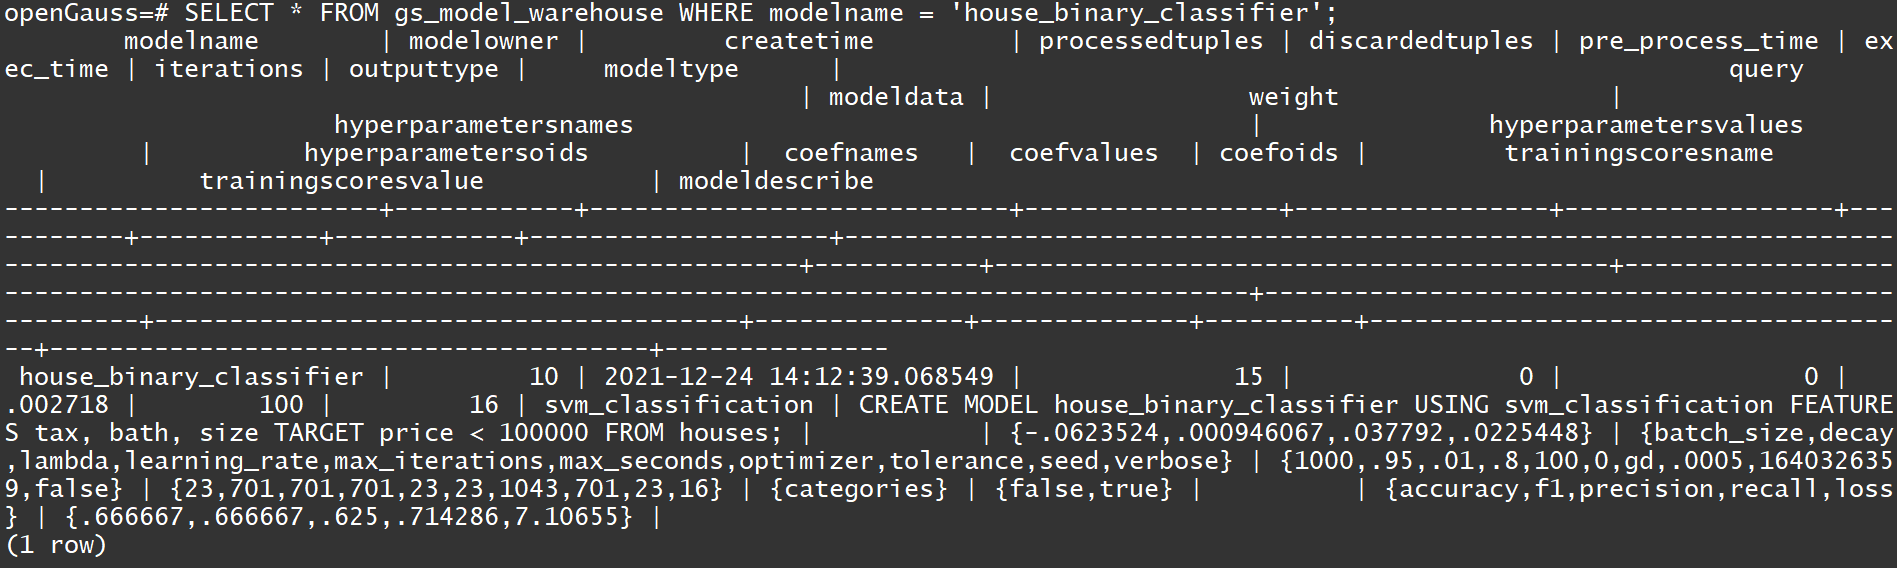 openGauss=# SELECT * FROM gs_model_warehouse WHERE modelname = 'house_binary_classifier';
        modelname        | modelowner |         createtime         | processedtuples | discardedtuples | pre_process_time | ex
ec_time | iterations | outputtype |     modeltype      |                                                           query
                                                     | modeldata |                 weight                  |
                      hyperparametersnames                                         |               hyperparametersvalues
         |          hyperparametersoids          |  coefnames   |  coefvalues  | coefoids |         trainingscoresname
  |          trainingscoresvalue           | modeldescribe
-------------------------+------------+----------------------------+-----------------+-----------------+------------------+---
--------+------------+------------+--------------------+----------------------------------------------------------------------
-----------------------------------------------------+-----------+-----------------------------------------+------------------
-----------------------------------------------------------------------------------+------------------------------------------
---------+---------------------------------------+--------------+--------------+----------+-----------------------------------
--+----------------------------------------+---------------
 house_binary_classifier |         10 | 2021-12-24 14:12:39.068549 |              15 |               0 |                0 |
.002718 |        100 |         16 | svm_classification | CREATE MODEL house_binary_classifier USING svm_classification FEATURE
S tax, bath, size TARGET price < 100000 FROM houses; |           | {-.0623524,.000946067,.037792,.0225448} | {batch_size,decay
,lambda,learning_rate,max_iterations,max_seconds,optimizer,tolerance,seed,verbose} | {1000,.95,.01,.8,100,0,gd,.0005,164032635
9,false} | {23,701,701,701,23,23,1043,701,23,16} | {categories} | {false,true} |          | {accuracy,f1,precision,recall,loss
} | {.666667,.666667,.625,.714286,7.10655} |
(1 row)